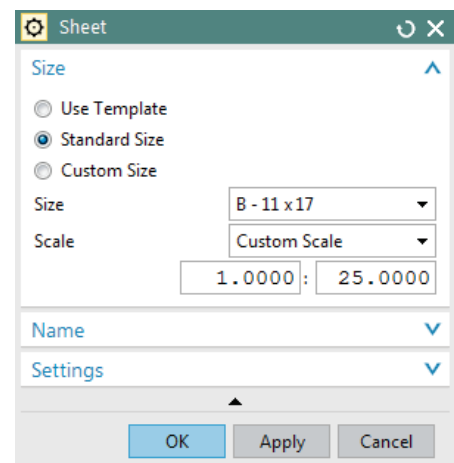 Sheet
Size
Use Template
Standard Size
Custom Size
Size B - 11 x 17
Scale Custom Scale
1.0000 : 25.0000
Name
Settings
OK Apply Cancel